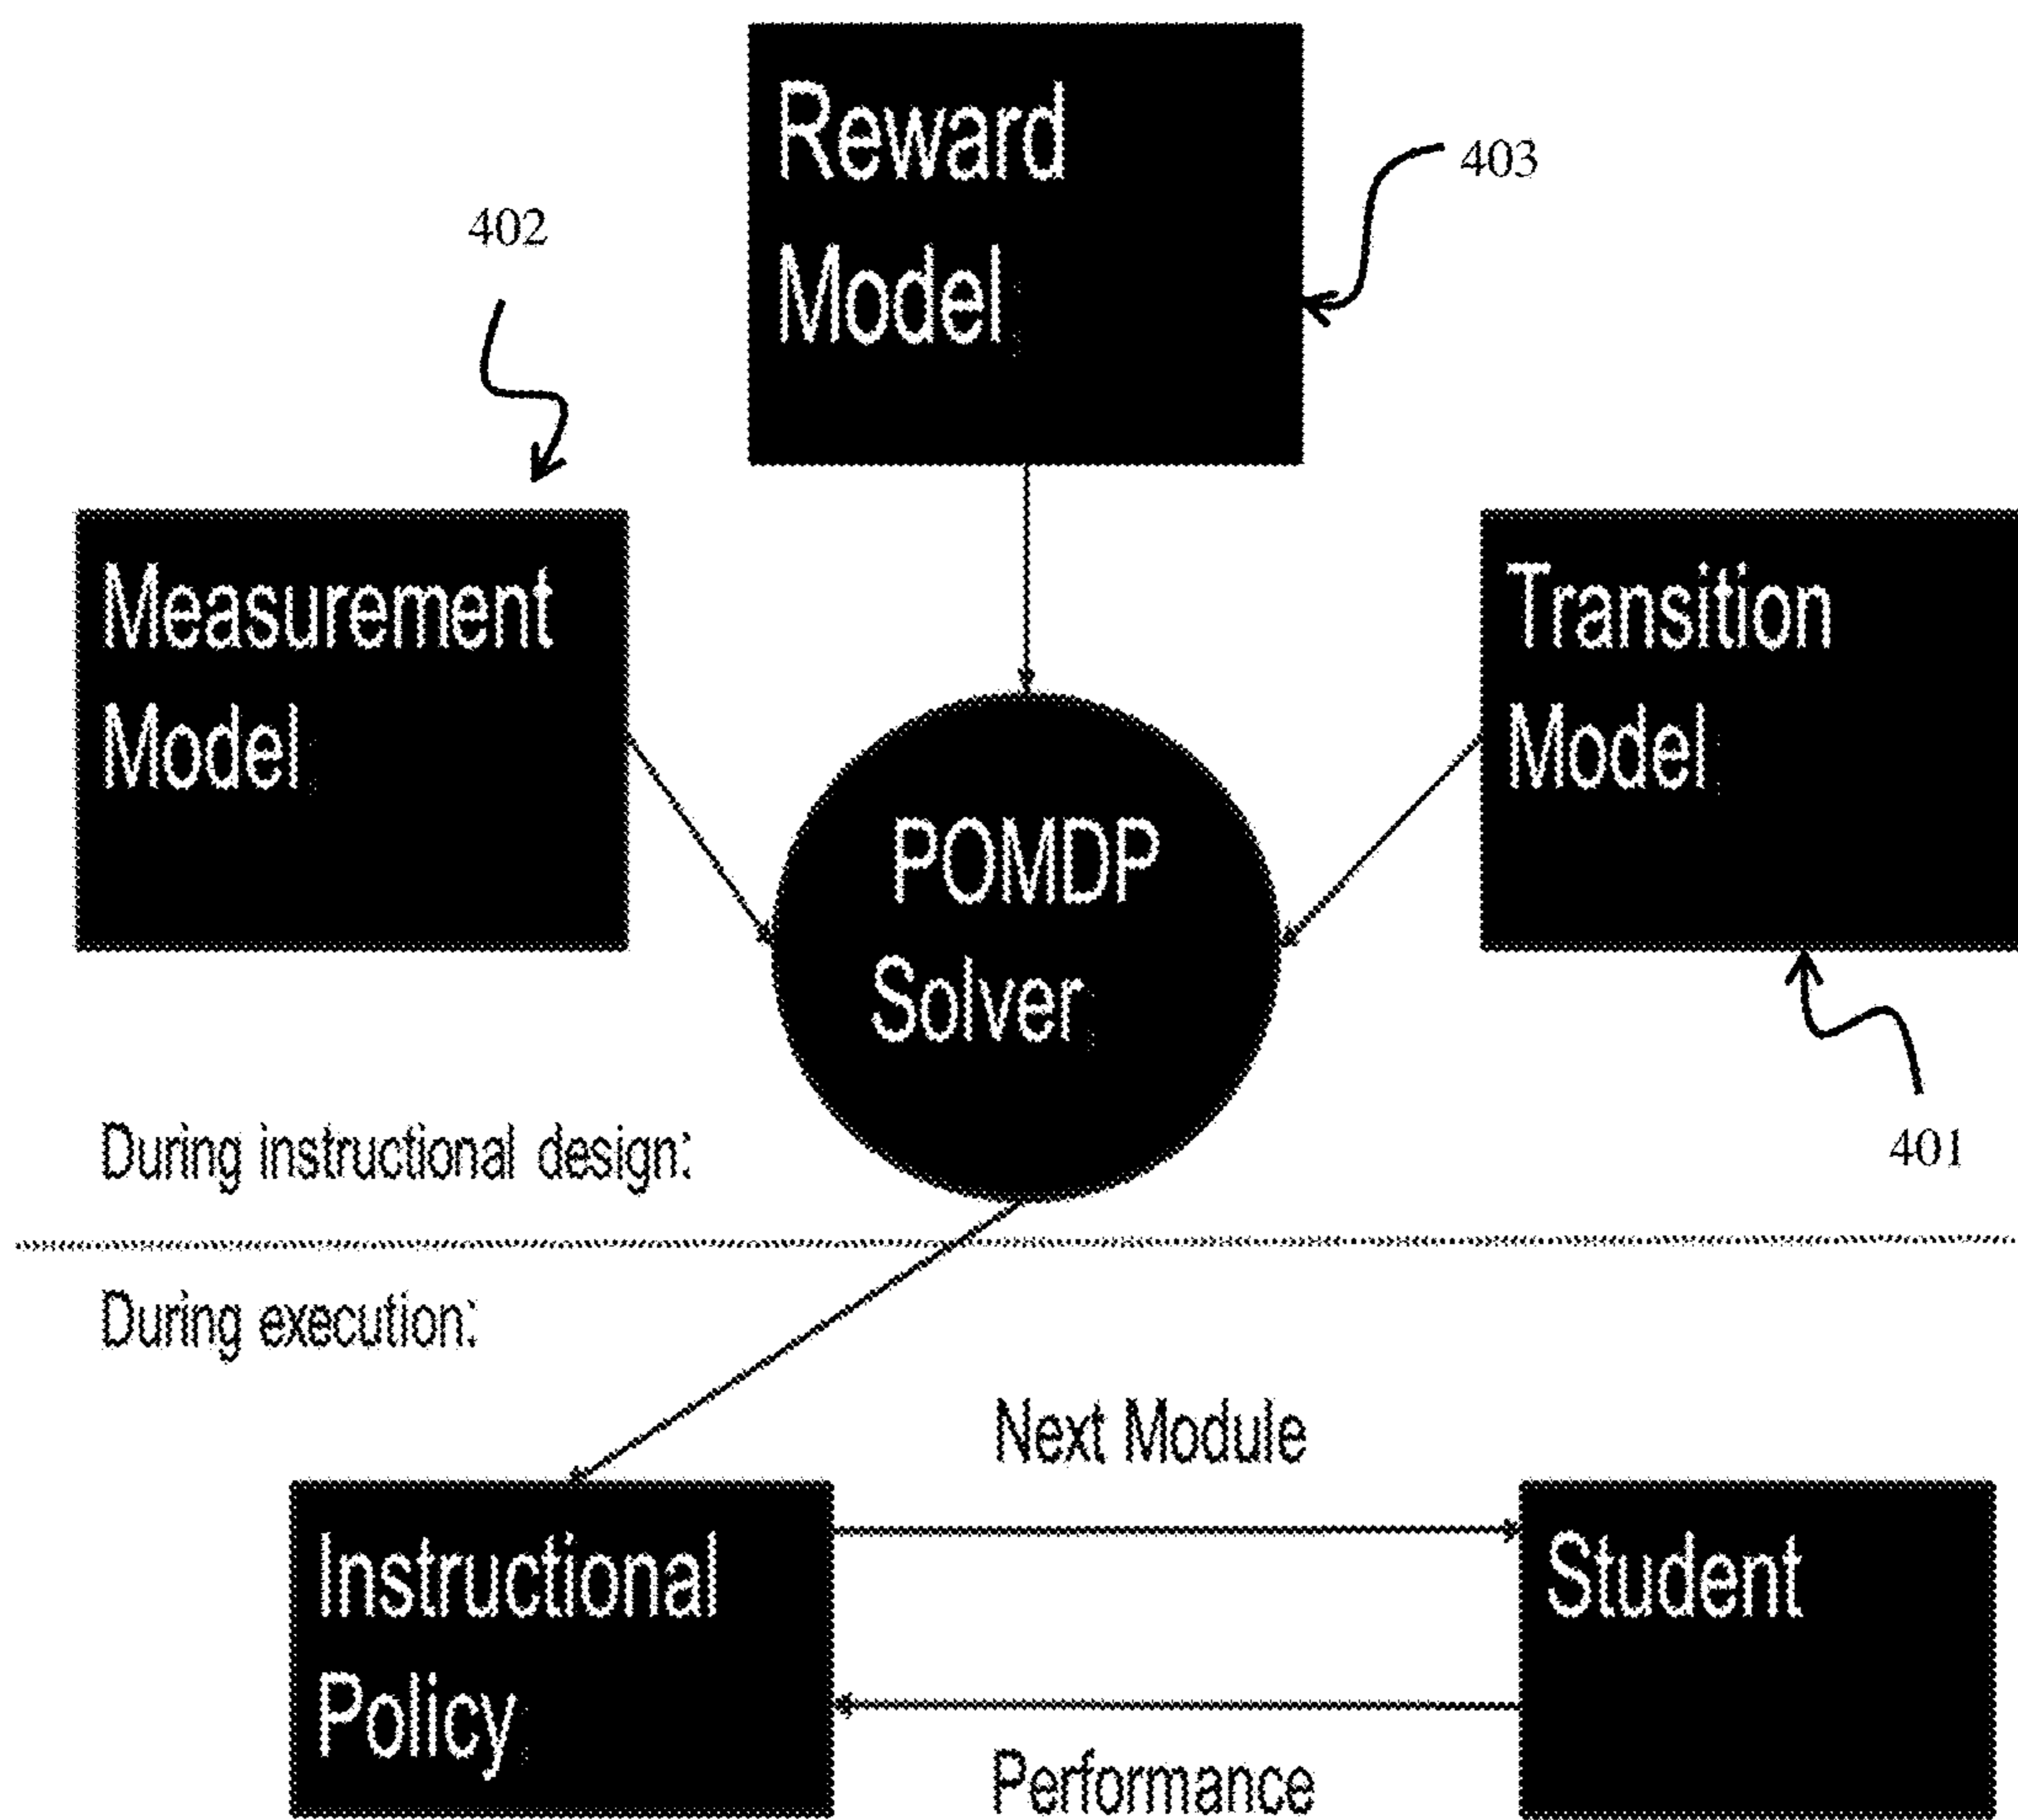 Reward
Model
403
402
Measurement
Model
Transition
Model
POMDP
Solver
During instructional design:
401
During execution:
Next Module
Instructional
Policy
Student
Performance